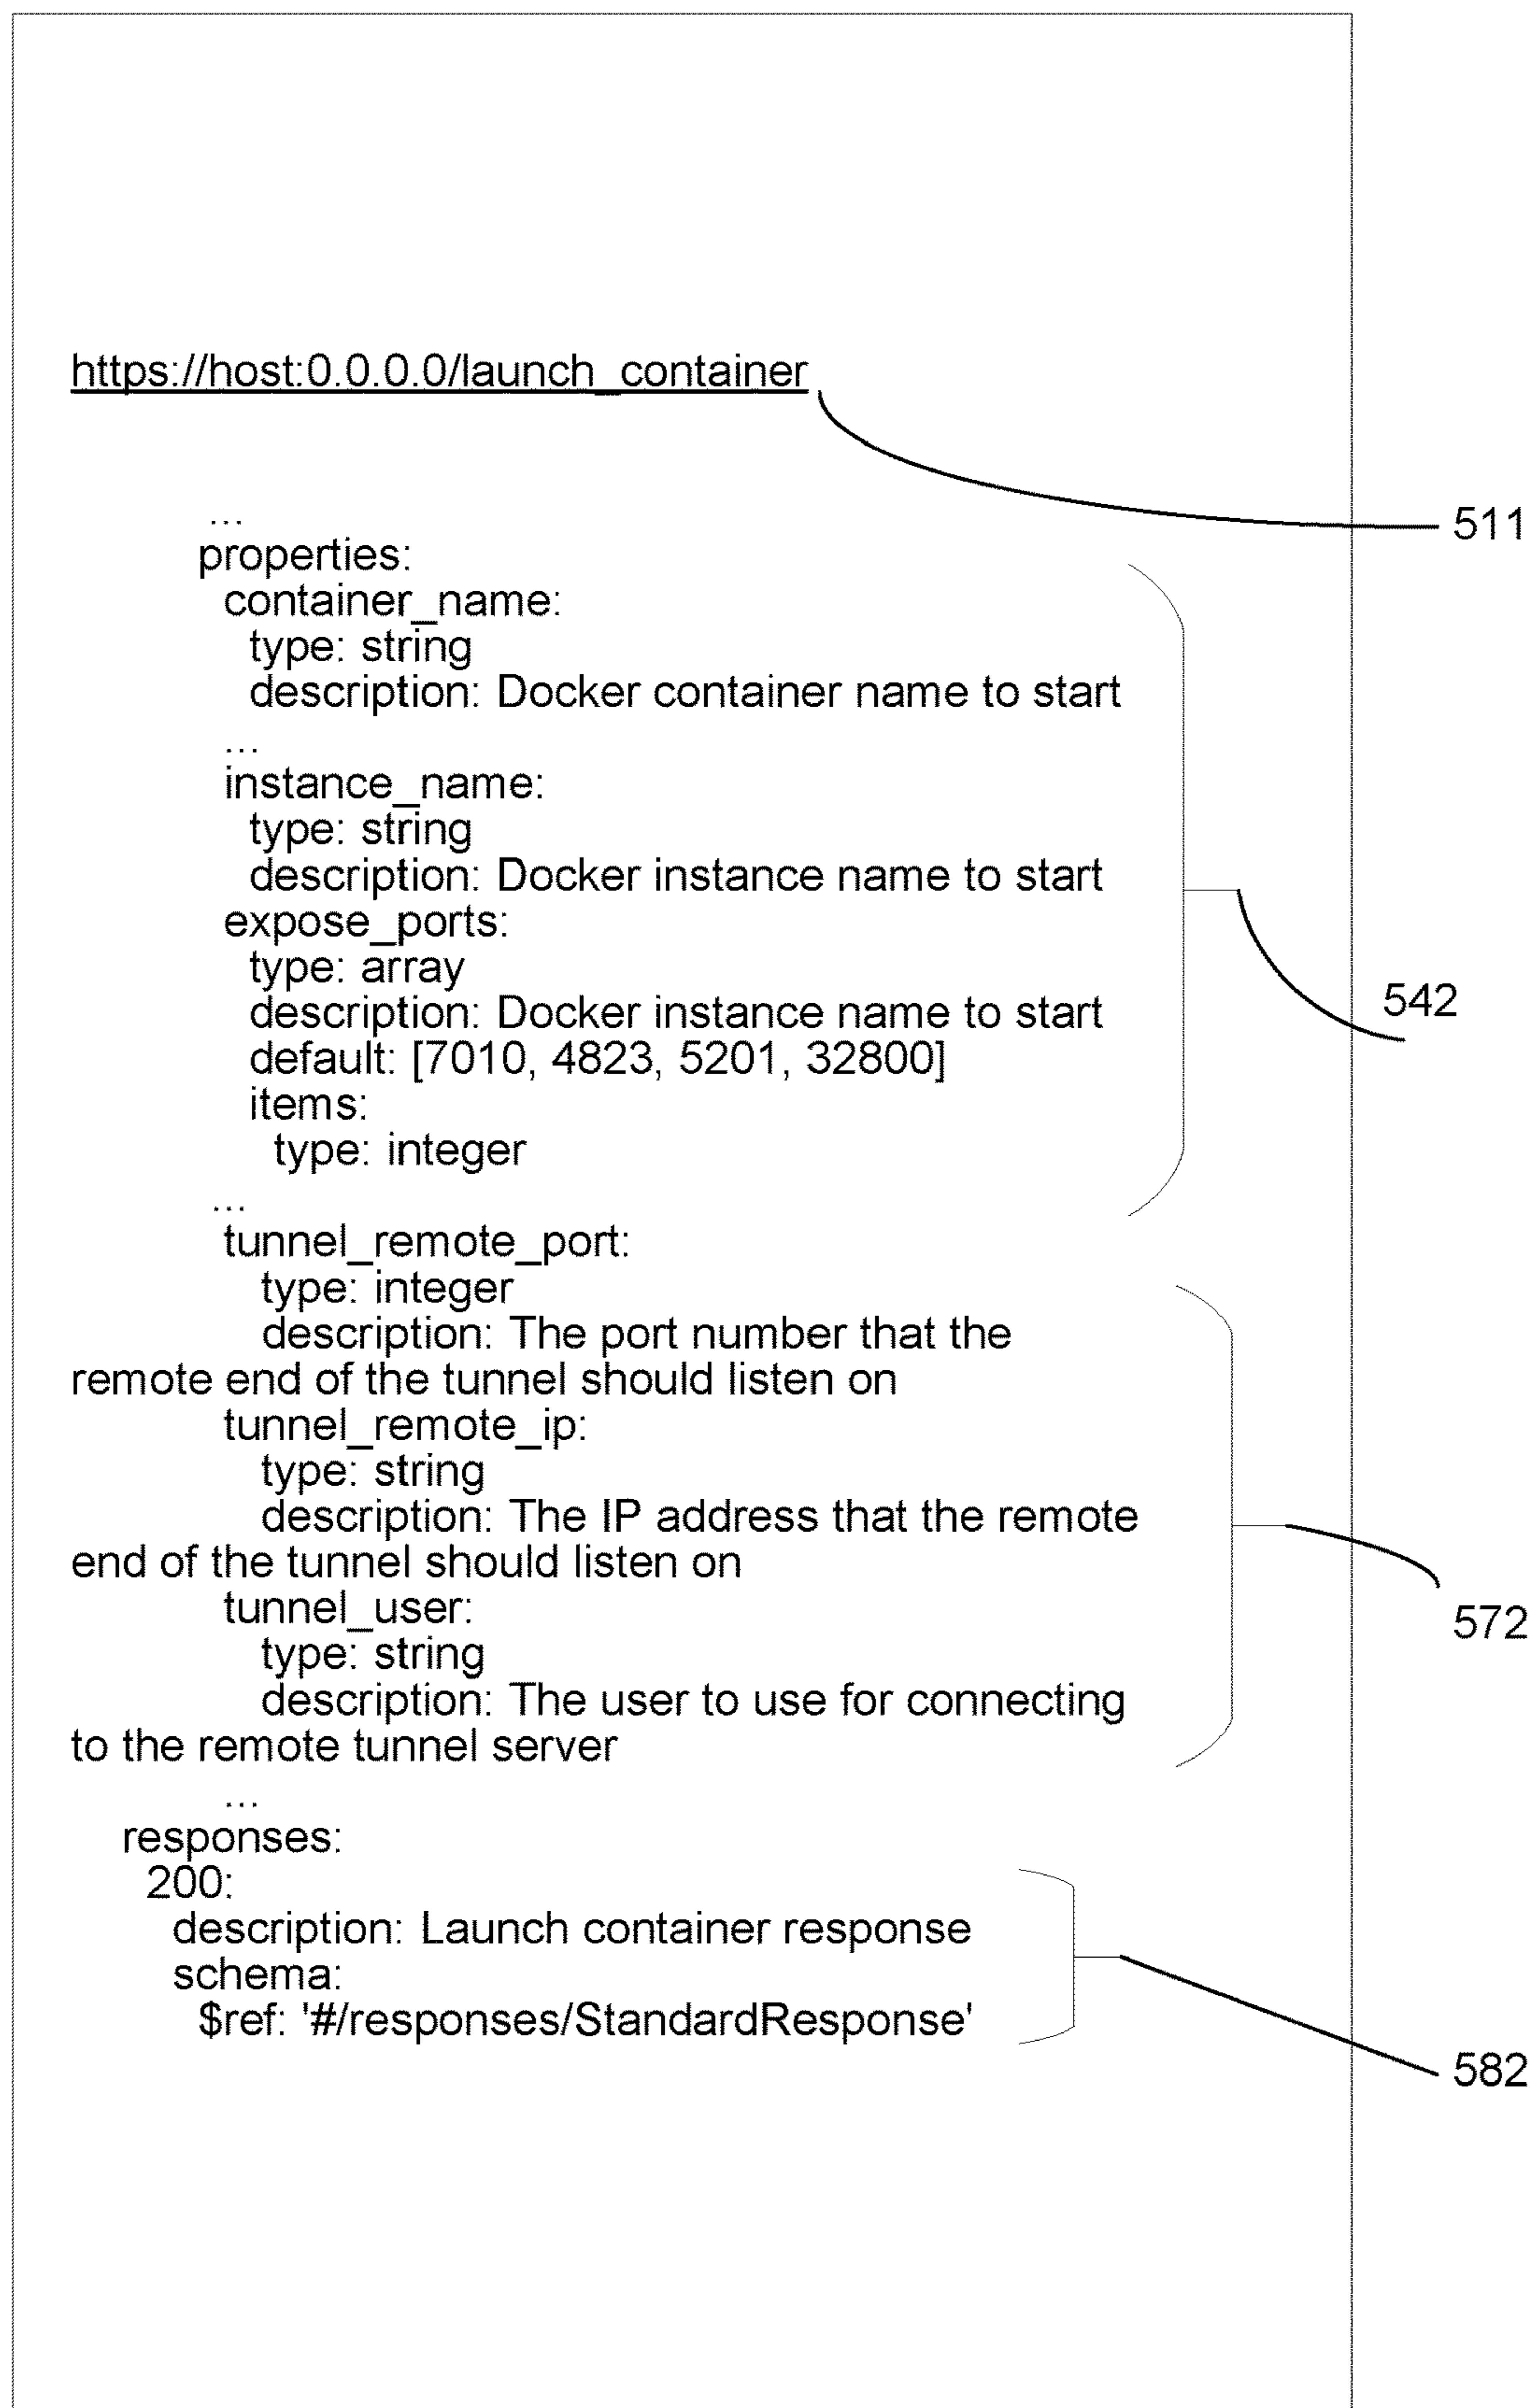 https://host:0.0.0.0/launch_container
511
...
properties:
container_name:
type: string
description: Docker container name to start
...
instance_name:
type: string
description: Docker instance name to start
expose_ports:
type: array
description: Docker instance name to start
542
default: [7010, 4823, 5201, 32800]
items:
type: integer
...
tunnel_remote_port:
type: integer
description: The port number that the
remote end of the tunnel should listen on
tunnel_remote_ip:
type: string
description: The IP address that the remote
end of the tunnel should listen on
tunnel_user:
572
type: string
description: The user to use for connecting
to the remote tunnel server
...
responses:
200:
description: Launch container response
schema:
$ref: '#/responses/StandardResponse'
582